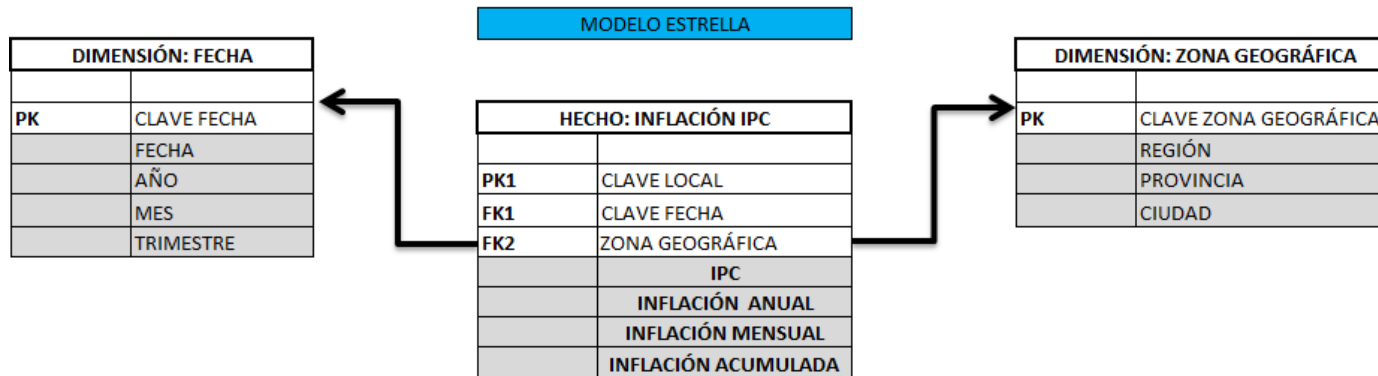 MODELO ESTRELLA
DIMENSIÓN: FECHA
PK CLAVE FECHA
FECHA
AÑO
MES
TRIMESTRE
HECHO: INFLACIÓN IPC
PK1 CLAVE LOCAL
FK1 CLAVE FECHA
FK2 ZONA GEOGRÁFICA
IPC
INFLACIÓN ANUAL
INFLACIÓN MENSUAL
INFLACIÓN ACUMULADA
DIMENSIÓN: ZONA GEOGRÁFICA
PK CLAVE ZONA GEOGRÁFICA
REGIÓN
PROVINCIA
CIUDAD